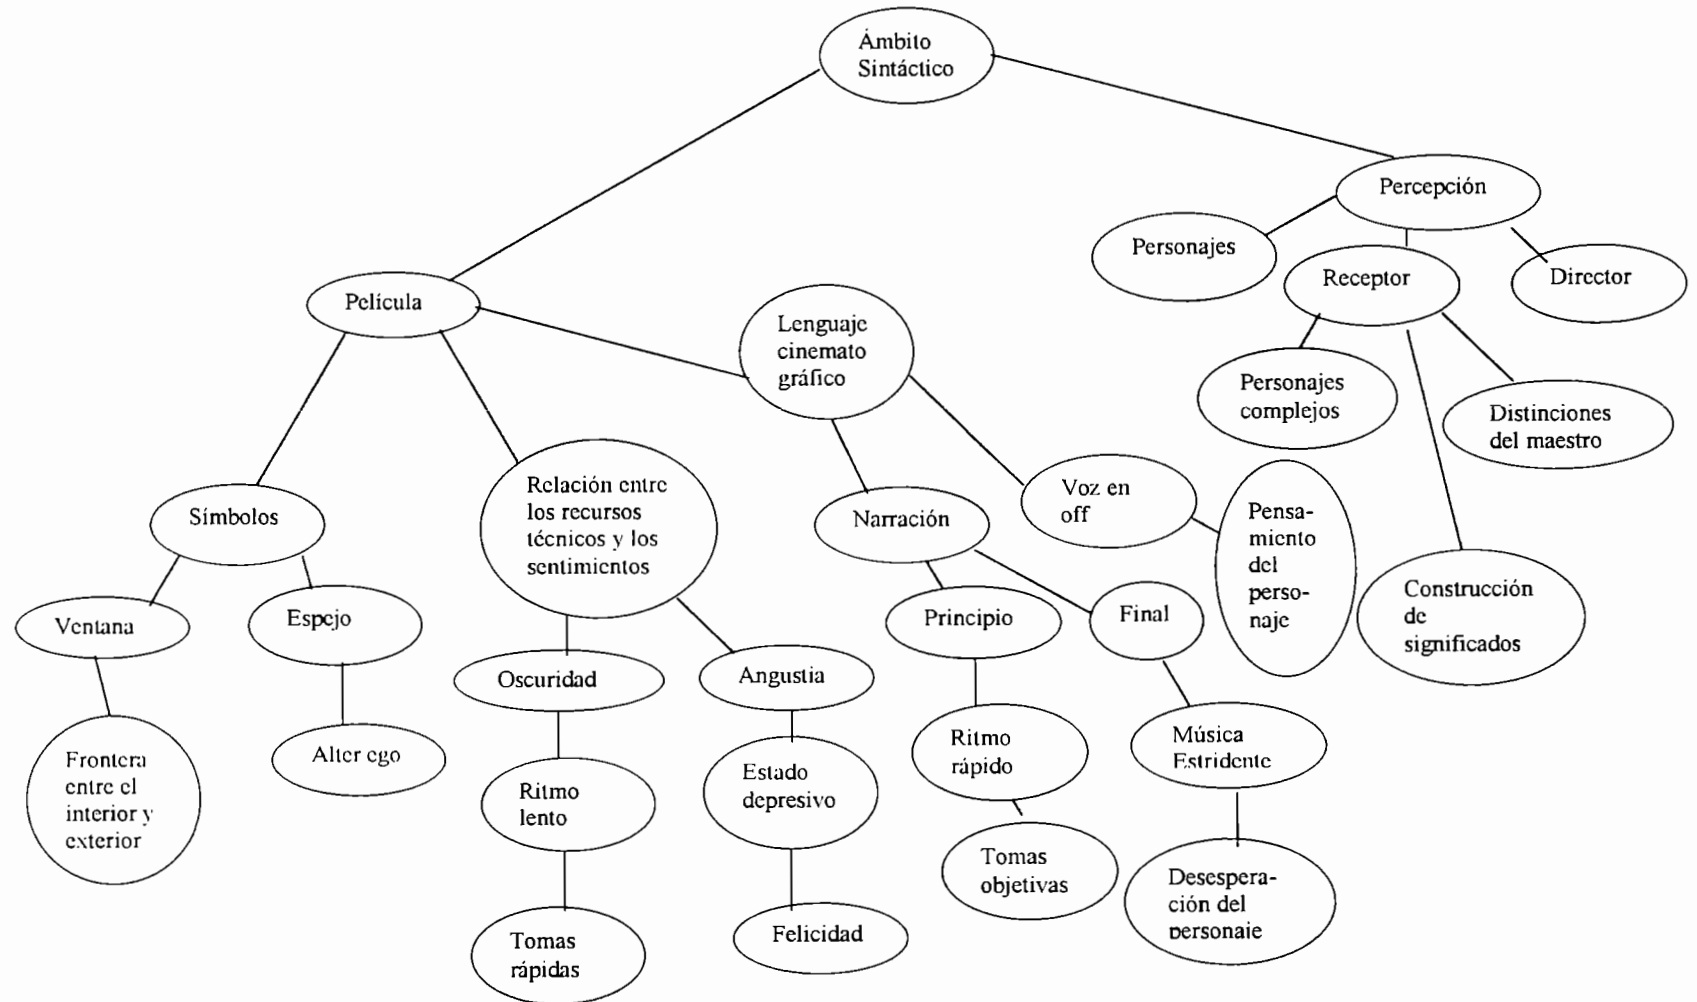 Ámbito
Sintáctico
Percepción
Personajes
Receptor
Director
Película
Lenguaje
cinemato
gráfico
Personajes
complejos
Distinciones
del maestro
Símbolos
Relación entre
los recursos
técnicos y los
sentimientos
Narración
Voz en
off
Pensa-
miento
del
perso-
naje
Construcción
de
significados
Ventana
Espejo
Principio
Final
Oscuridad
Angustia
Frontera
entre el
interior y
exterior
Alter ego
Ritmo
lento
Estado
depresivo
Ritmo
rápido
Música
Estridente
Tomas
rápidas
Felicidad
Tomas
objetivas
Desespera-
ción del
personaje